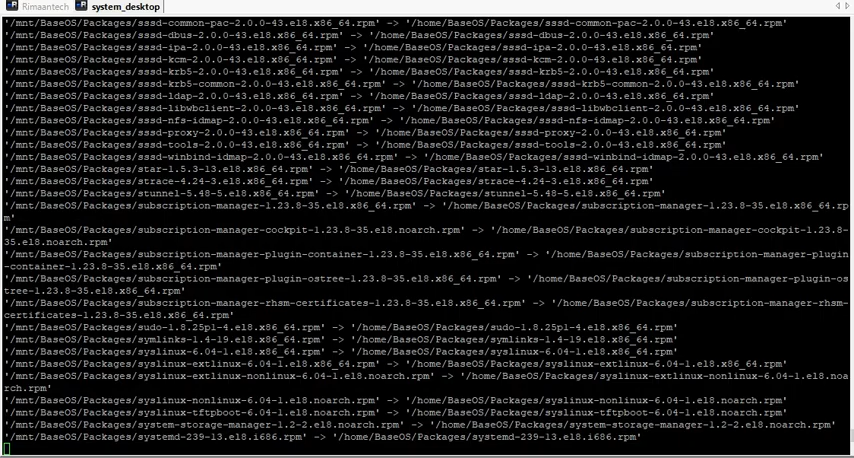 Rimaantech system_desktop
'/mnt/BaseOS/Packages/sssd-common-pac-2.0.0-43.el8.x86_64.rpm' -> '/home/BaseOS/Packages/sssd-common-pac-2.0.0-43.el8.x86_64.rpm'
'/mnt/BaseOS/Packages/sssd-dbus-2.0.0-43.el8.x86_64.rpm' -> '/home/BaseOS/Packages/sssd-dbus-2.0.0-43.el8.x86_64.rpm'
'/mnt/BaseOS/Packages/sssd-ipa-2.0.0-43.el8.x86_64.rpm' -> '/home/BaseOS/Packages/sssd-ipa-2.0.0-43.el8.x86_64.rpm'
'/mnt/BaseOS/Packages/sssd-kcm-2.0.0-43.el8.x86_64.rpm' -> '/home/BaseOS/Packages/sssd-kcm-2.0.0-43.el8.x86_64.rpm'
'/mnt/BaseOS/Packages/sssd-krb5-2.0.0-43.el8.x86_64.rpm' -> '/home/BaseOS/Packages/sssd-krb5-2.0.0-43.el8.x86_64.rpm'
'/mnt/BaseOS/Packages/sssd-krb5-common-2.0.0-43.el8.x86_64.rpm' -> '/home/BaseOS/Packages/sssd-krb5-common-2.0.0-43.el8.x86_64.rpm'
'/mnt/BaseOS/Packages/sssd-ldap-2.0.0-43.el8.x86_64.rpm' -> '/home/BaseOS/Packages/sssd-ldap-2.0.0-43.el8.x86_64.rpm'
'/mnt/BaseOS/Packages/sssd-libwbclient-2.0.0-43.el8.x86_64.rpm' -> '/home/BaseOS/Packages/sssd-libwbclient-2.0.0-43.el8.x86_64.rpm'
'/mnt/BaseOS/Packages/sssd-nfs-idmap-2.0.0-43.el8.x86_64.rpm' -> '/home/BaseOS/Packages/sssd-nfs-idmap-2.0.0-43.el8.x86_64.rpm'
'/mnt/BaseOS/Packages/sssd-proxy-2.0.0-43.el8.x86_64.rpm' -> '/home/BaseOS/Packages/sssd-proxy-2.0.0-43.el8.x86_64.rpm'
'/mnt/BaseOS/Packages/sssd-tools-2.0.0-43.el8.x86_64.rpm' -> '/home/BaseOS/Packages/sssd-tools-2.0.0-43.el8.x86_64.rpm'
'/mnt/BaseOS/Packages/sssd-winbind-idmap-2.0.0-43.el8.x86_64.rpm' -> '/home/BaseOS/Packages/sssd-winbind-idmap-2.0.0-43.el8.x86_64.rpm'
'/mnt/BaseOS/Packages/star-1.5.3-13.el8.x86_64.rpm' -> '/home/BaseOS/Packages/star-1.5.3-13.el8.x86_64.rpm'
'/mnt/BaseOS/Packages/strace-4.24-3.el8.x86_64.rpm' -> '/home/BaseOS/Packages/strace-4.24-3.el8.x86_64.rpm'
'/mnt/BaseOS/Packages/stunnel-5.48-5.el8.x86_64.rpm' -> '/home/BaseOS/Packages/stunnel-5.48-5.el8.x86_64.rpm'
'/mnt/BaseOS/Packages/subscription-manager-1.23.8-35.el8.x86_64.rpm' -> '/home/BaseOS/Packages/subscription-manager-1.23.8-35.el8.x86_64.rp
m'
'/mnt/BaseOS/Packages/subscription-manager-cockpit-1.23.8-35.el8.noarch.rpm' -> '/home/BaseOS/Packages/subscription-manager-cockpit-1.23.8-
35.el8.noarch.rpm'
'/mnt/BaseOS/Packages/subscription-manager-plugin-container-1.23.8-35.el8.x86_64.rpm' -> '/home/BaseOS/Packages/subscription-manager-plugin
-container-1.23.8-35.el8.x86_64.rpm'
'/mnt/BaseOS/Packages/subscription-manager-plugin-ostree-1.23.8-35.el8.x86_64.rpm' -> '/home/BaseOS/Packages/subscription-manager-plugin-os
tree-1.23.8-35.el8.x86_64.rpm'
'/mnt/BaseOS/Packages/subscription-manager-rhsm-certificates-1.23.8-35.el8.x86_64.rpm' -> '/home/BaseOS/Packages/subscription-manager-rhsm-
certificates-1.23.8-35.el8.x86_64.rpm'
'/mnt/BaseOS/Packages/sudo-1.8.25p1-4.el8.x86_64.rpm' -> '/home/BaseOS/Packages/sudo-1.8.25p1-4.el8.x86_64.rpm'
'/mnt/BaseOS/Packages/symlinks-1.4-19.el8.x86_64.rpm' -> '/home/BaseOS/Packages/symlinks-1.4-19.el8.x86_64.rpm'
'/mnt/BaseOS/Packages/syslinux-6.04-1.el8.x86_64.rpm' -> '/home/BaseOS/Packages/syslinux-6.04-1.el8.x86_64.rpm'
'/mnt/BaseOS/Packages/syslinux-extlinux-6.04-1.el8.x86_64.rpm' -> '/home/BaseOS/Packages/syslinux-extlinux-6.04-1.el8.x86_64.rpm'
'/mnt/BaseOS/Packages/syslinux-extlinux-nonlinux-6.04-1.el8.noarch.rpm' -> '/home/BaseOS/Packages/syslinux-extlinux-nonlinux-6.04-1.el8.noa
rch.rpm'
'/mnt/BaseOS/Packages/syslinux-nonlinux-6.04-1.el8.noarch.rpm' -> '/home/BaseOS/Packages/syslinux-nonlinux-6.04-1.el8.noarch.rpm'
'/mnt/BaseOS/Packages/syslinux-tftpboot-6.04-1.el8.noarch.rpm' -> '/home/BaseOS/Packages/syslinux-tftpboot-6.04-1.el8.noarch.rpm'
'/mnt/BaseOS/Packages/system-storage-manager-1.2-2.el8.noarch.rpm' -> '/home/BaseOS/Packages/system-storage-manager-1.2-2.el8.noarch.rpm'
'/mnt/BaseOS/Packages/systemd-239-13.el8.i686.rpm' -> '/home/BaseOS/Packages/systemd-239-13.el8.i686.rpm'